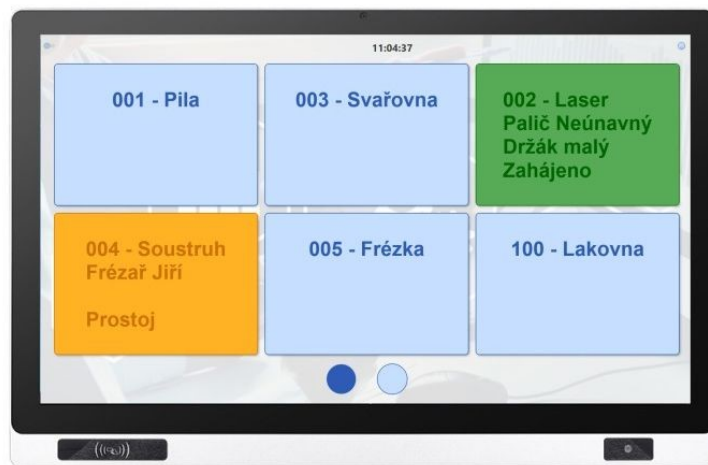 11:04:37
001 - Pila
003 - Svařovna
002 - Laser
Palič Neúnavný
Držák malý
Zahájeno
004 - Soustruh
Frézař Jiří
Prostoj
005 - Frézka
100 - Lakovna